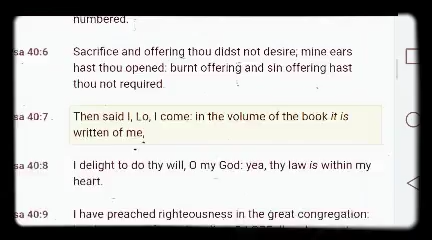 numbered.
sa 40:6
Sacrifice and offering thou didst not desire; mine ears
hast thou opened: burnt offering and sin offering hast
thou not required.
sa 40:7
Then said I, Lo, I come: in the volume of the book it is
written of me,
sa 40:8
I delight to do thy will, O my God: yea, thy law is within my
heart.
sa 40:9
I have preached righteousness in the great congregation: